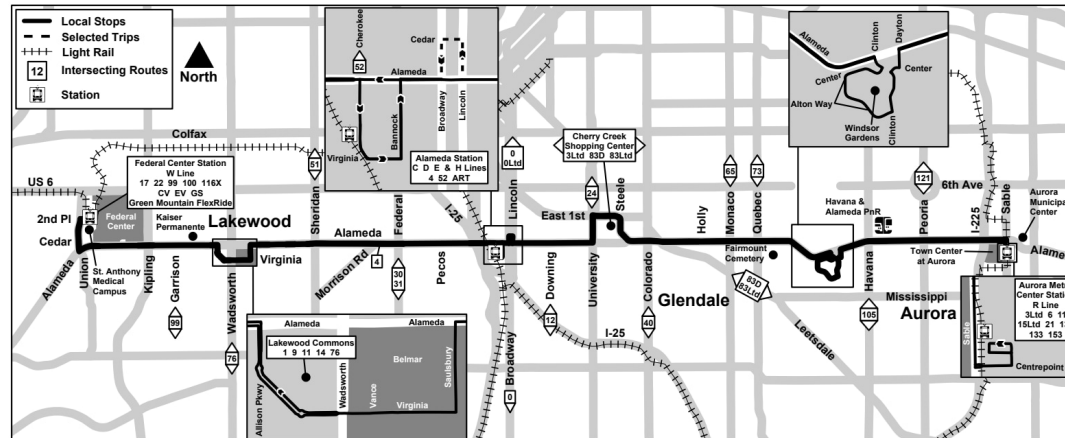 Local Stops
Selected Trips
Light Rail
12 Intersecting Routes
Station
North
Cherokee
52
Cedar
Alameda
Bannock
Broadway
Lincoln
Virginia
Alameda Station
C D E & H Lines
4 52 ART
Alameda
Clinton
Dayton
Center
Center
Alton Way
Windsor
Gardens
Clinton
Colfax
US 6
Federal Center Station
W Line
17 22 99 100 116X
CV EV GS
Green Mountain FlexRide
51
Sheridan
Federal
0
0Ltd
Lincoln
I-25
Cherry Creek
Shopping Center
3Ltd 83D 83Ltd
24
Steele
East 1st
65
Monaco
73
Quebec
Holly
121
Peoria
6th Ave
I-225
Sable
Aurora
Municipal
Center
Havana &
Alameda PnR
2nd Pl
Federal
Center
Kaiser
Permanente
Lakewood
Cedar
Alameda
Virginia
Alameda
Union
St. Anthony
Medical
Campus
Kipling
Garrison
99
Wadsworth
76
Morrison Rd
4
30
31
Pecos
Downing
12
University
Colorado
40
Glendale
Fairmount
Cemetery
83D
83Ltd
Leetsdale
Havana
105
Mississippi
Aurora
Town Center
at Aurora
I-25
Broadway
0
Alameda
Alameda
Lakewood Commons
1 9 11 14 76
Belmar
Allison Pkwy
Wadsworth
Vance
Virginia
Saulsbury
Center Station
R Line
Sable
133 153
Centrepoint